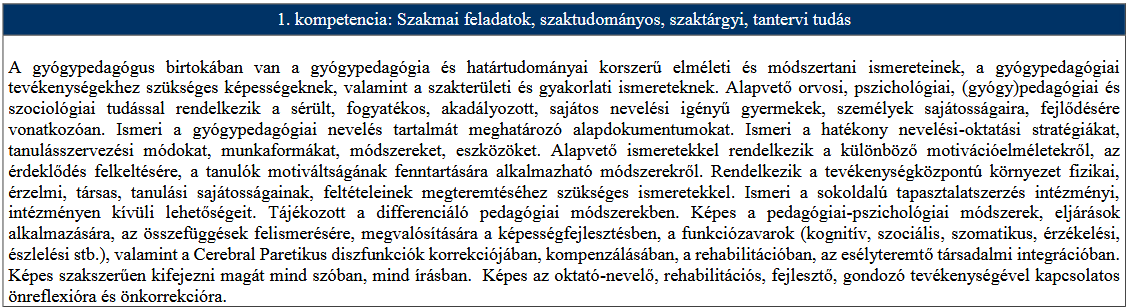 1. kompetencia: Szakmai feladatok, szaktudományos, szaktárgyi, tantervi tudás
A gyógypedagógus birtokában van a gyógypedagógia és határtudományai korszerű elméleti és módszertani ismereteinek, a gyógypedagógiai
tevékenységekhez szükséges képességeknek, valamint a szakterületi és gyakorlati ismereteknek. Alapvető orvosi, pszichológiai, (gyógy)pedagógiai és
szociológiai tudással rendelkezik a sérült, fogyatékos, akadályozott, sajátos nevelési igényű gyermekek, személyek sajátosságaira, fejlődésére
vonatkozóan. Ismeri a gyógypedagógiai nevelés tartalmát meghatározó alapdokumentumokat. Ismeri a hatékony nevelési-oktatási stratégiákat,
tanulásszervezési módokat, munkaformákat, módszereket, eszközöket. Alapvető ismeretekkel rendelkezik a különböző motivációelméletekről, az
érdeklődés felkeltésére, a tanulók motiváltságának fenntartására alkalmazható módszerekről. Rendelkezik a tevékenységközpontú környezet fizikai,
érzelmi, társas, tanulási sajátosságainak, feltételeinek megteremtéséhez szükséges ismeretekkel. Ismeri a sokoldalú tapasztalatszerzés intézményi,
intézményen kívüli lehetőségeit. Tájékozott a differenciáló pedagógiai módszerekben. Képes a pedagógiai-pszichológiai módszerek, eljárások
alkalmazására, az összefüggések felismerésére, megvalósítására a képességfejlesztésben, a funkciózavarok (kognitív, szociális, szomatikus, érzékelési,
észlelési stb.), valamint a Cerebral Paretikus diszfunkciók korrekciójában, kompenzálásában, a rehabilitációban, az esélyteremtő társadalmi integrációban.
Képes szakszerűen kifejezni magát mind szóban, mind írásban. Képes az oktató-nevelő, rehabilitációs, fejlesztő, gondozó tevékenységével kapcsolatos
önreflexióra és önkorrekcióra.